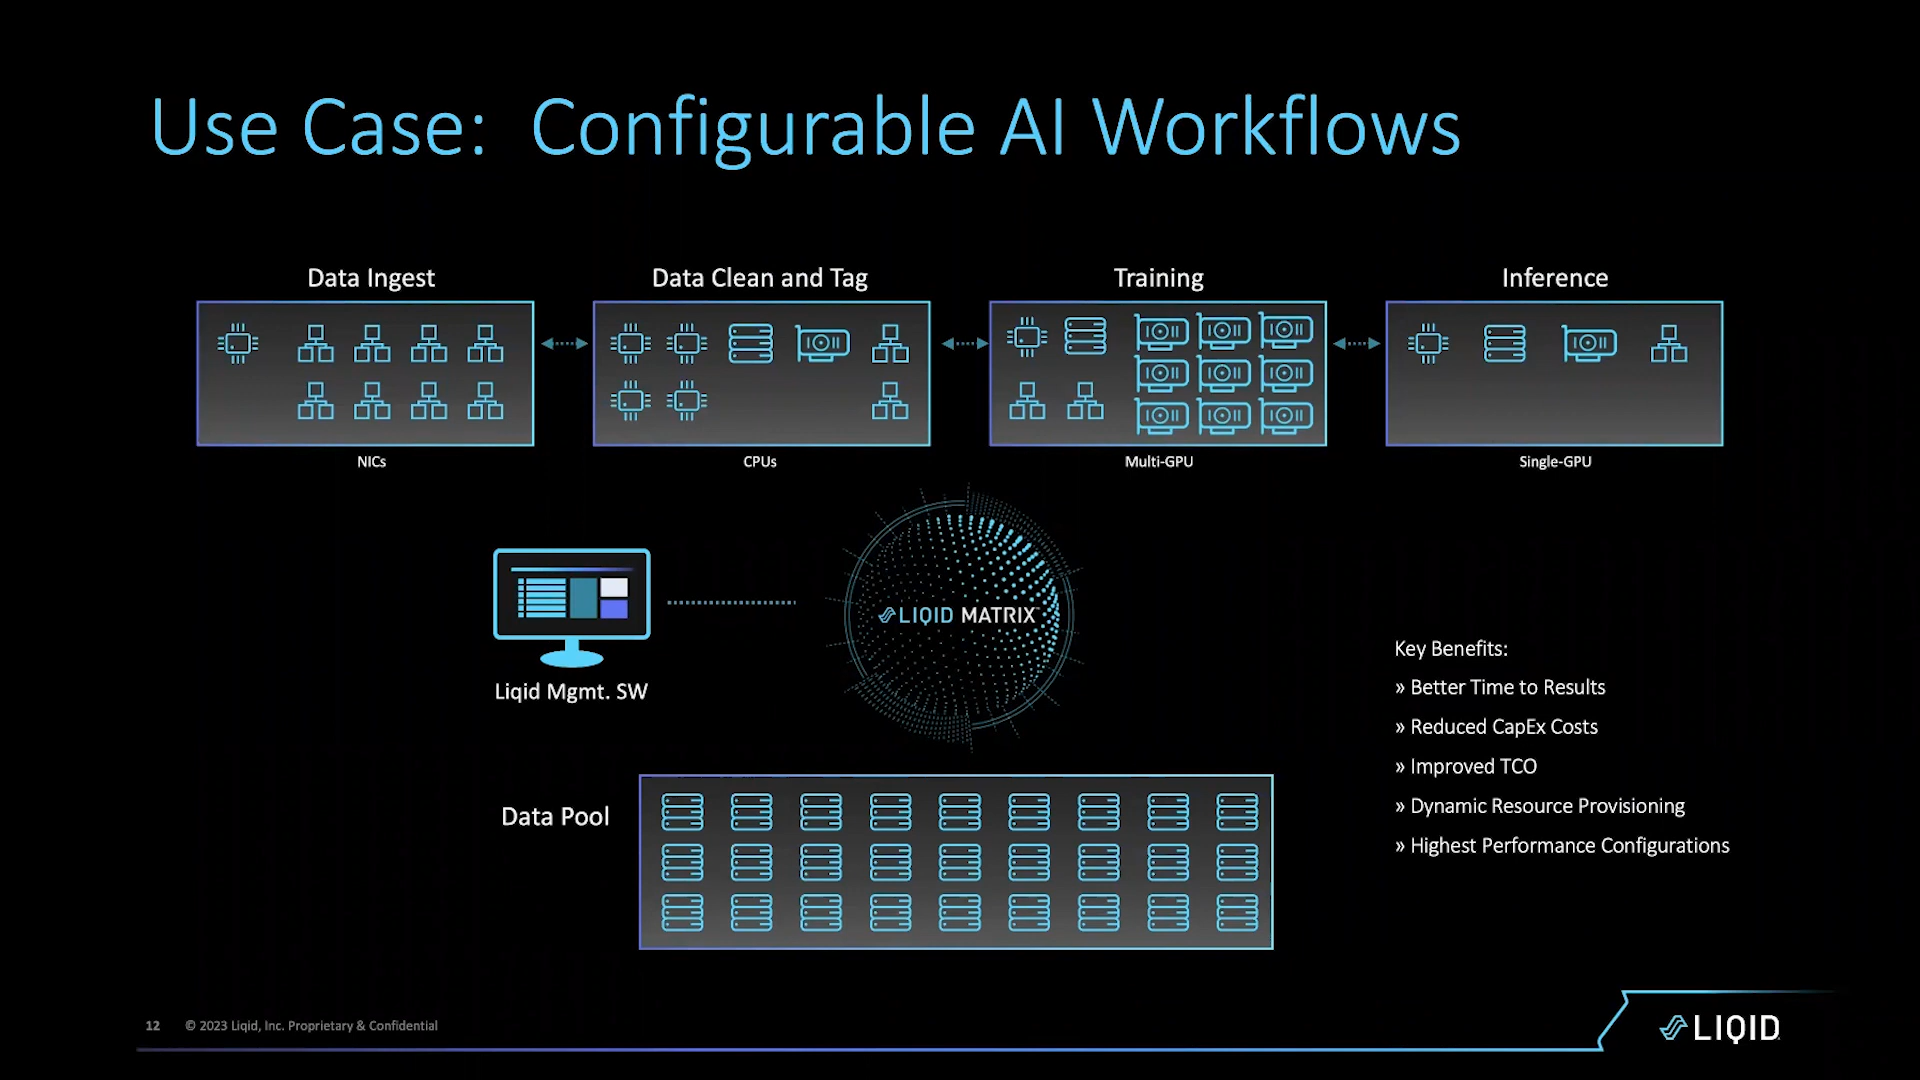 Use Case: Configurable AI Workflows
Data Ingest
Data Clean and Tag
Training
Inference
NICs
CPUs
Multi-GPU
Single-GPU
LIQID MATRIX
Liqid Mgmt. SW
Key Benefits:
» Better Time to Results
» Reduced CapEx Costs
» Improved TCO
» Dynamic Resource Provisioning
» Highest Performance Configurations
Data Pool
12 © 2023 Liqid, Inc. Proprietary & Confidential
LIQID